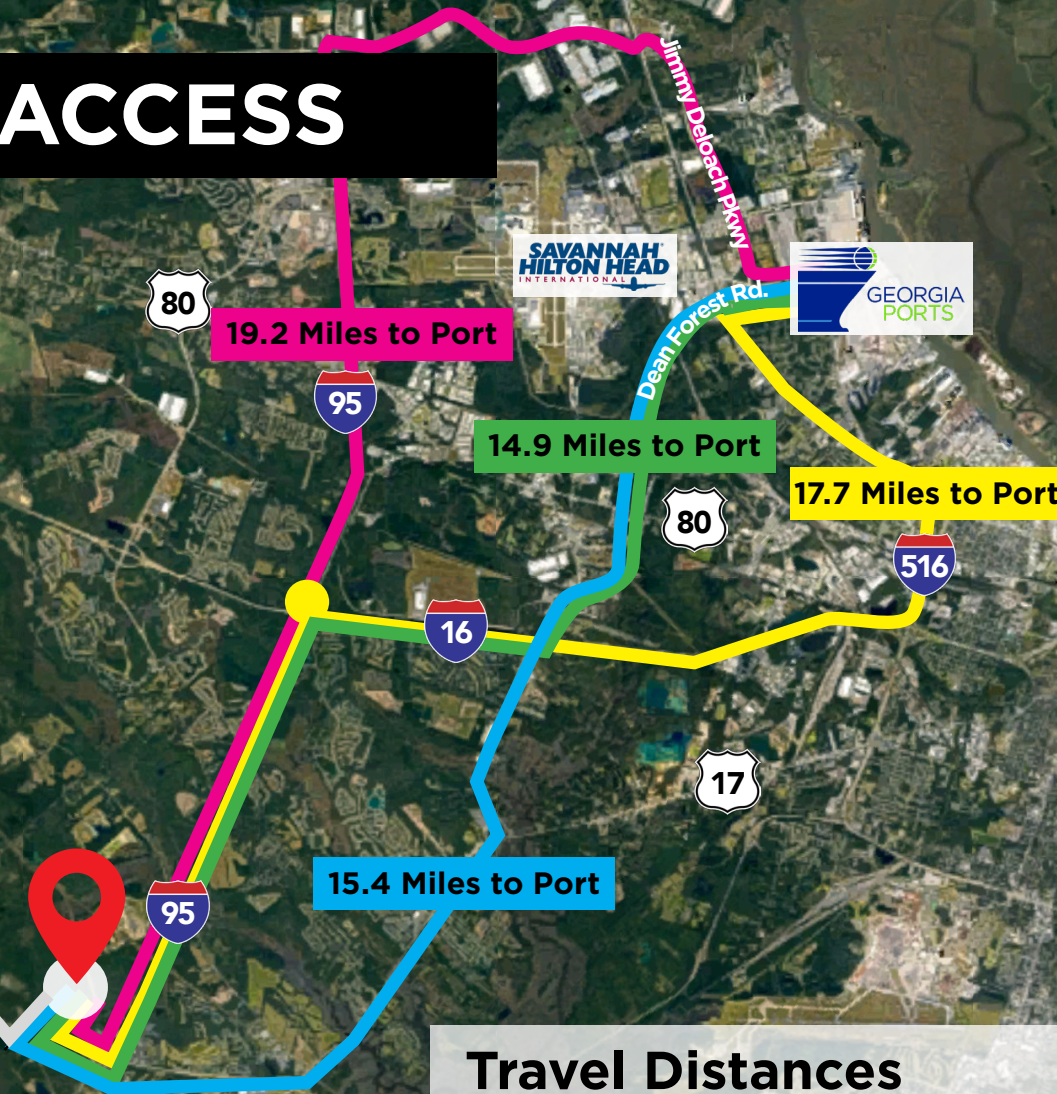 ACCESS
Jimmy Deloach Pkwy
SAVANNAH
HILTON HEAD
INTERNATIONAL
80
GEORGIA
PORTS
Dean Forest Rd.
19.2 Miles to Port
95
14.9 Miles to Port
17.7 Miles to Port
80
516
16
17
15.4 Miles to Port
95
Travel Distances